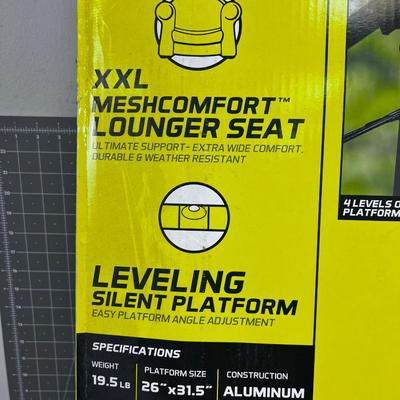 XXL
MESHCOMFORT™
LOUNGER SEAT
ULTIMATE SUPPORT- EXTRA WIDE COMFORT,
DURABLE & WEATHER RESISTANT
4 LEVELS O
PLATFORM
LEVELING
SILENT PLATFORM
EASY PLATFORM ANGLE ADJUSTMENT
SPECIFICATIONS
WEIGHT
19.5 LB
PLATFORM SIZE
26"x31.5"
CONSTRUCTION
ALUMINUM